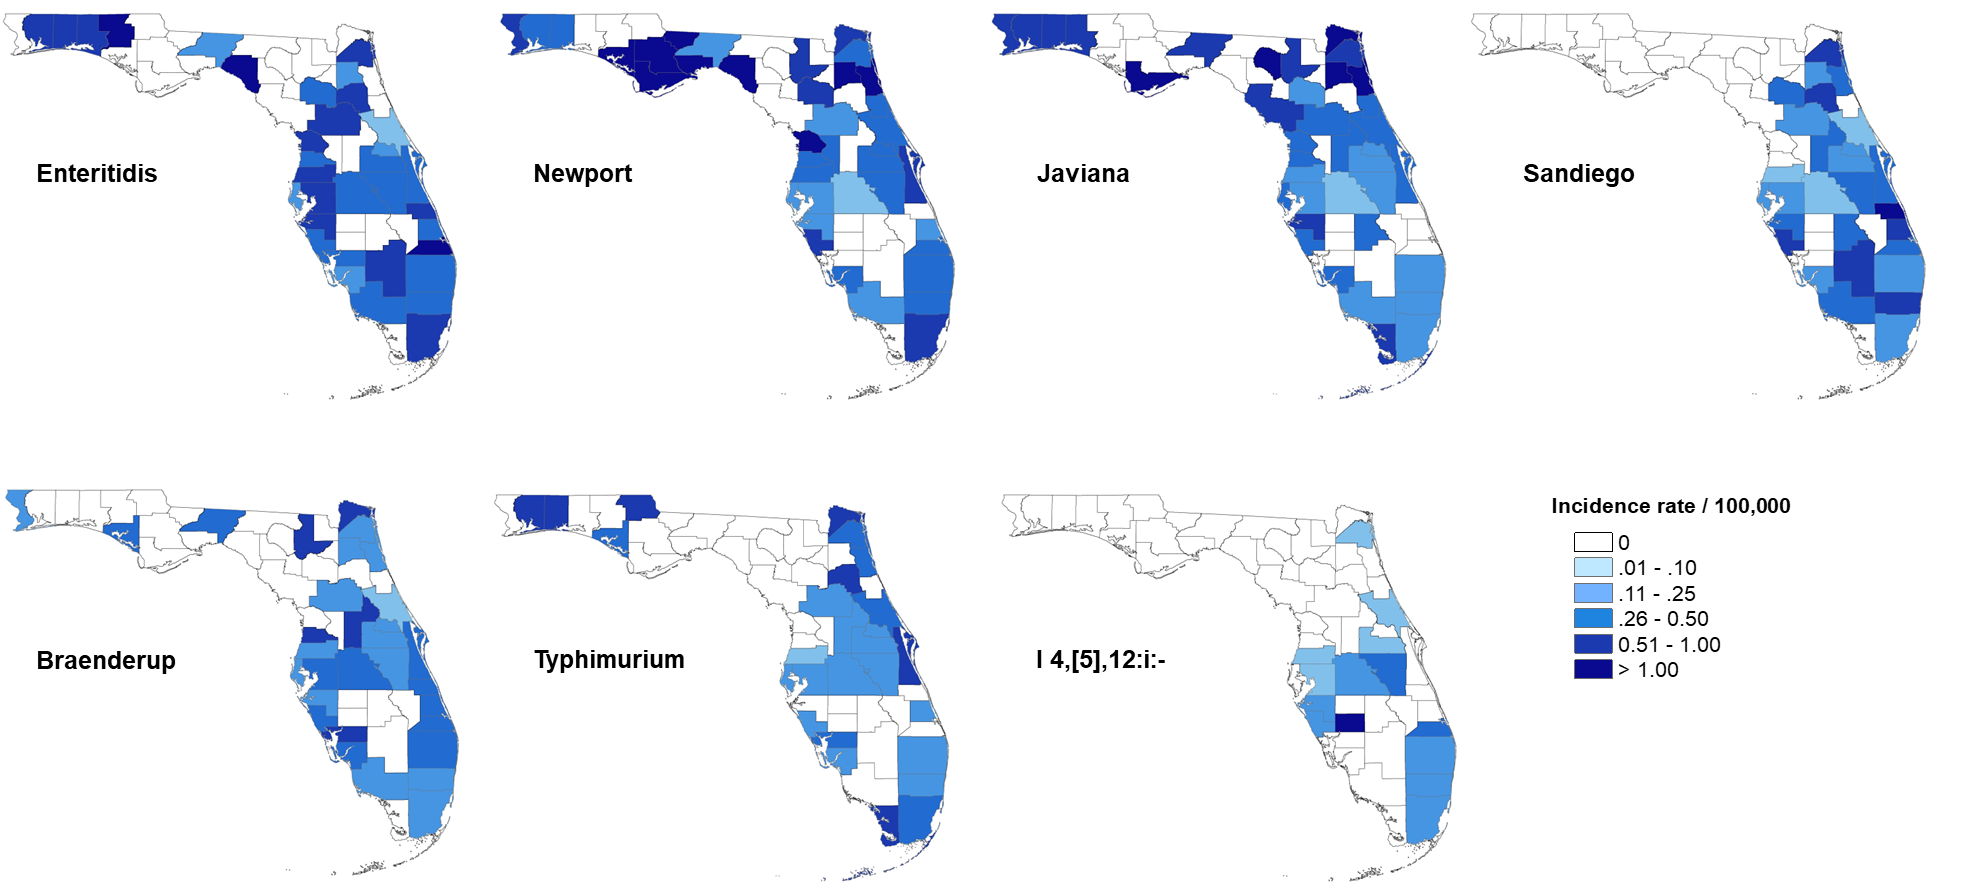 Enteritidis
Newport
Javiana
Sandiego
Braenderup
Typhimurium
I 4,[5],12:i:-
Incidence rate / 100,000
0
.01 - .10
.11 - .25
.26 - 0.50
0.51 - 1.00
> 1.00